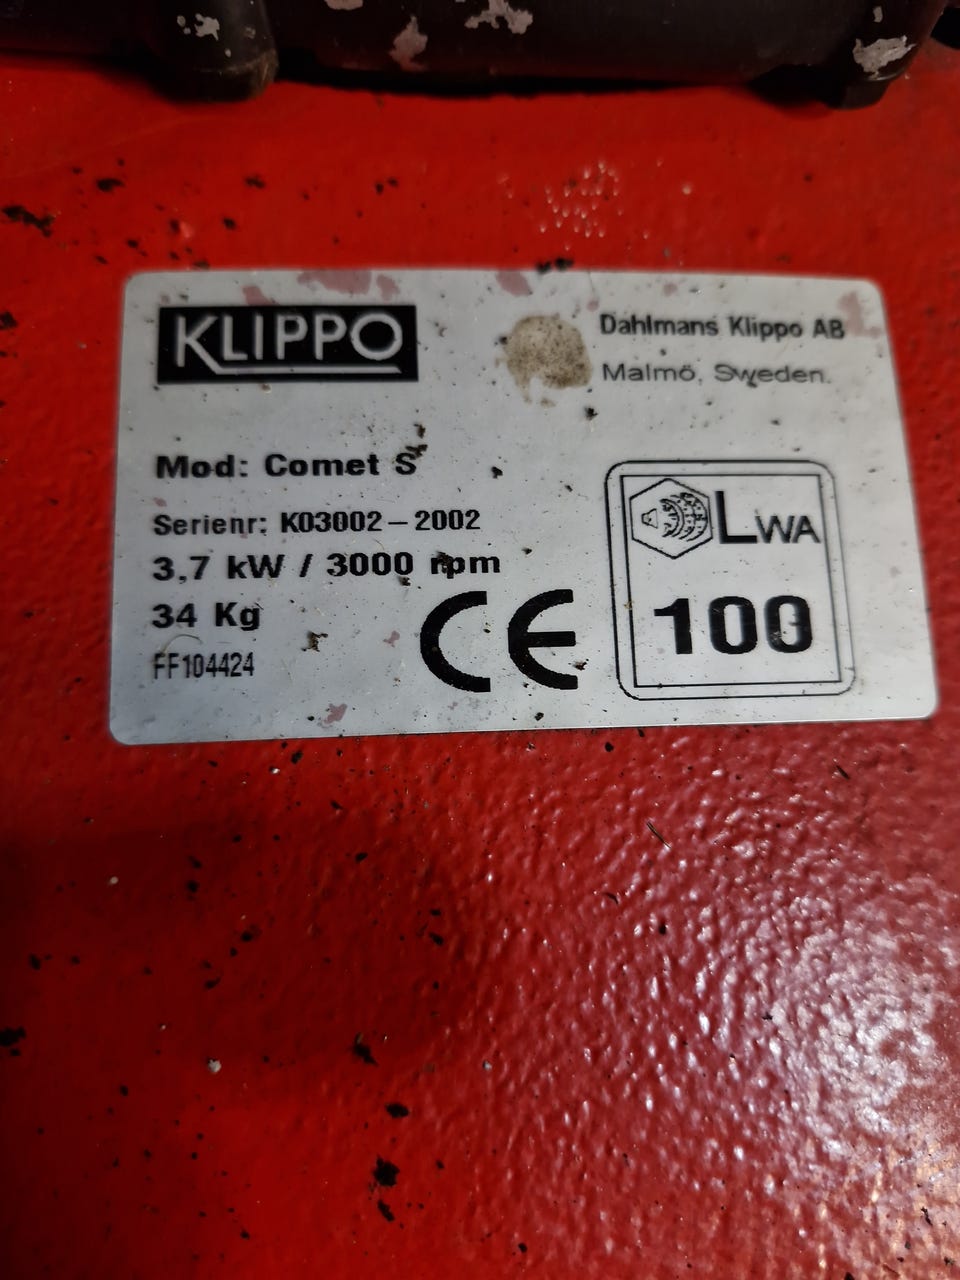 KLIPPO
Dahlmans Klippo AB
Malmö, Sweden.
Mod: Comet S
Serienr: K03002-2002
3,7 kW / 3000 rpm
34 Kg
FF104424
CE
LWA
100